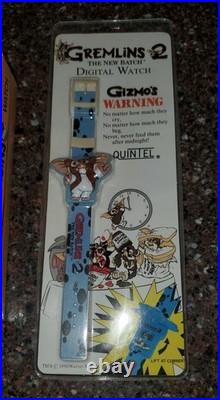 GREMLINS 2
THE NEW BATCH
DIGITAL WATCH
GIZMO'S
WARNING
No matter how much they
cry,
No matter how much they
beg,
Never, never feed them
after midnight!
QUINTEL
GREMLINS 2
LIFT AT CORNER